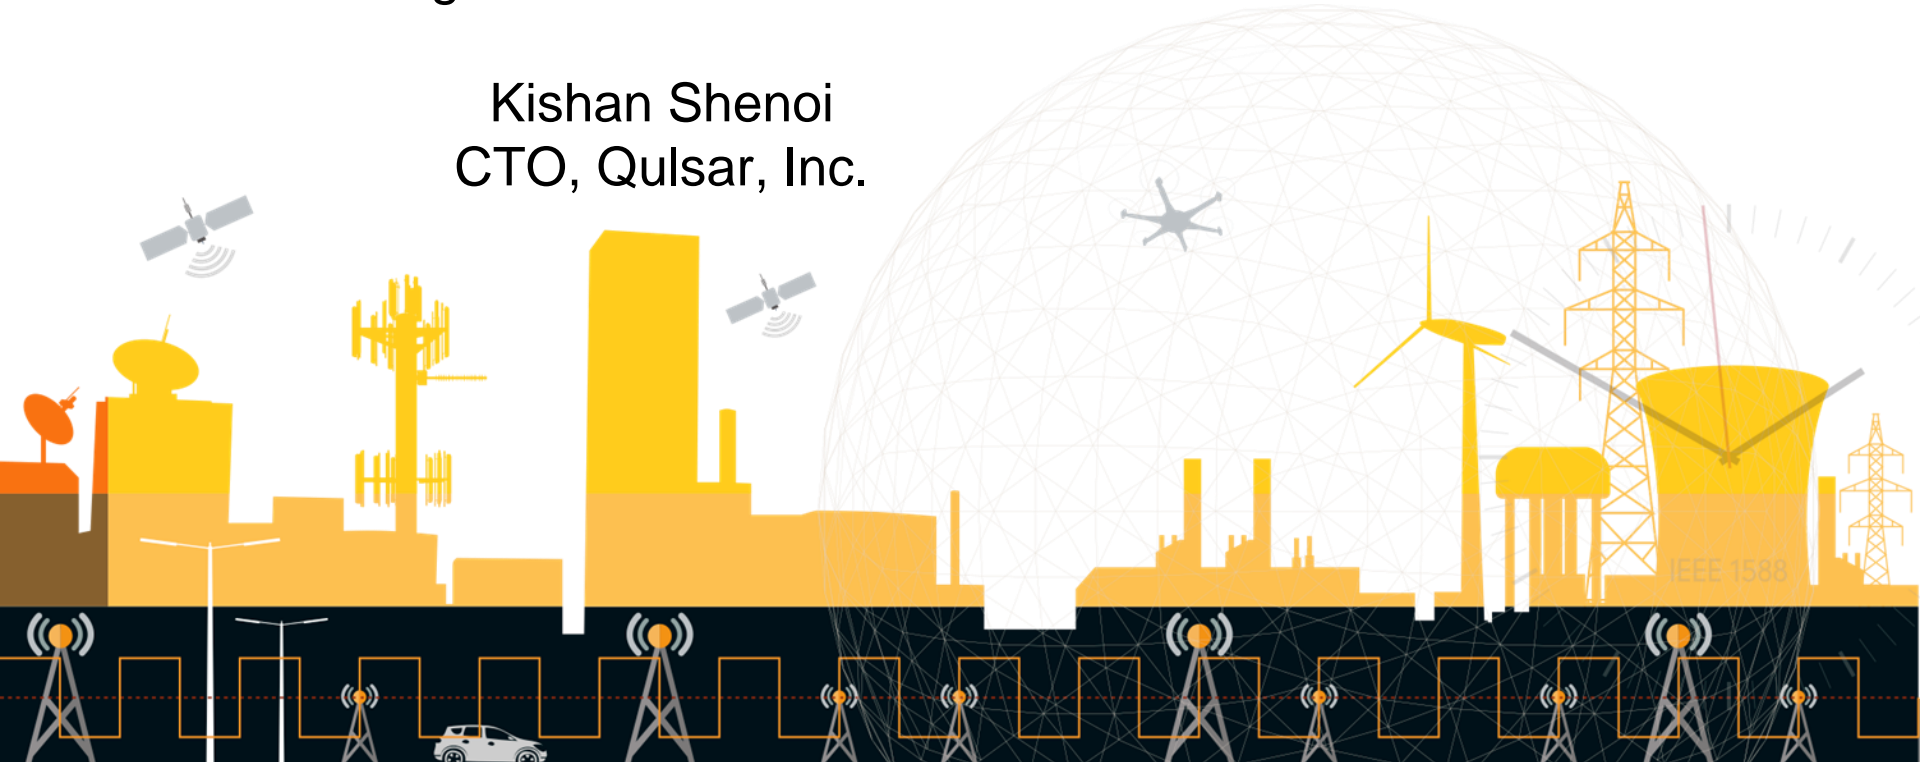 Kishan Shenoi
CTO, Qulsar, Inc.
IEEE 1588